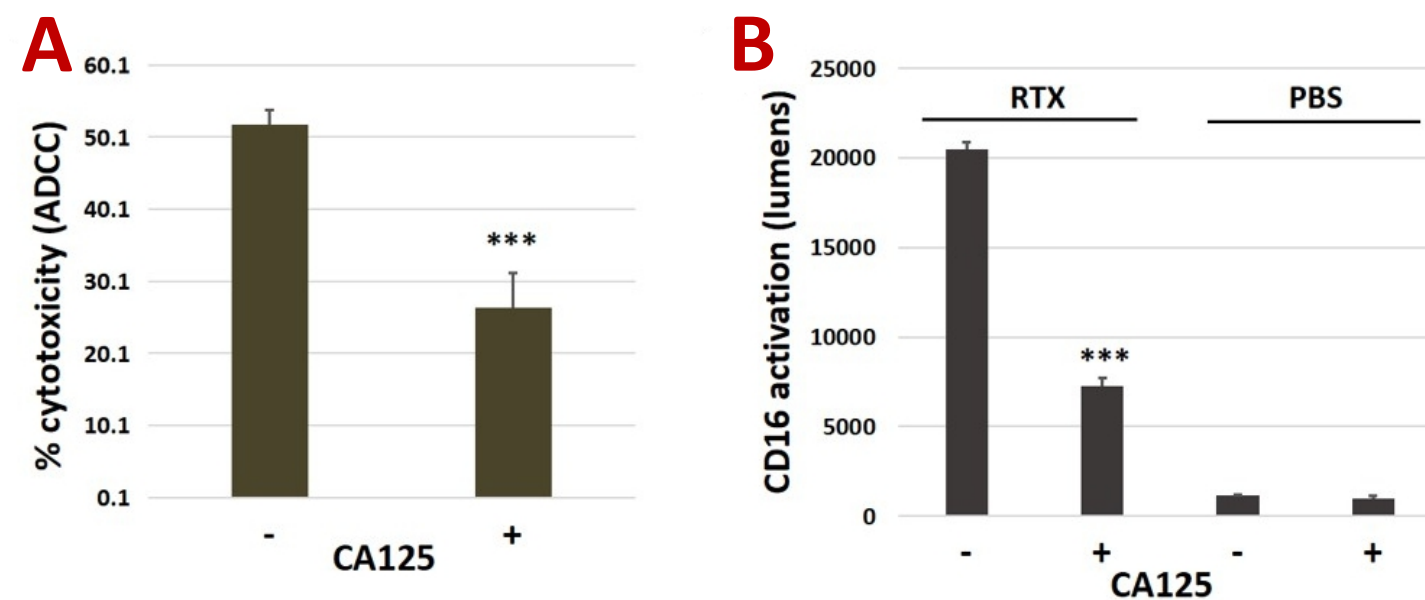 A
% cytotoxicity (ADCC)
60.1
50.1
40.1
30.1
20.1
10.1
0.1
***
- +
CA125
B
CD16 activation (lumens)
25000
20000
15000
10000
5000
0
RTX PBS
***
- + - +
CA125